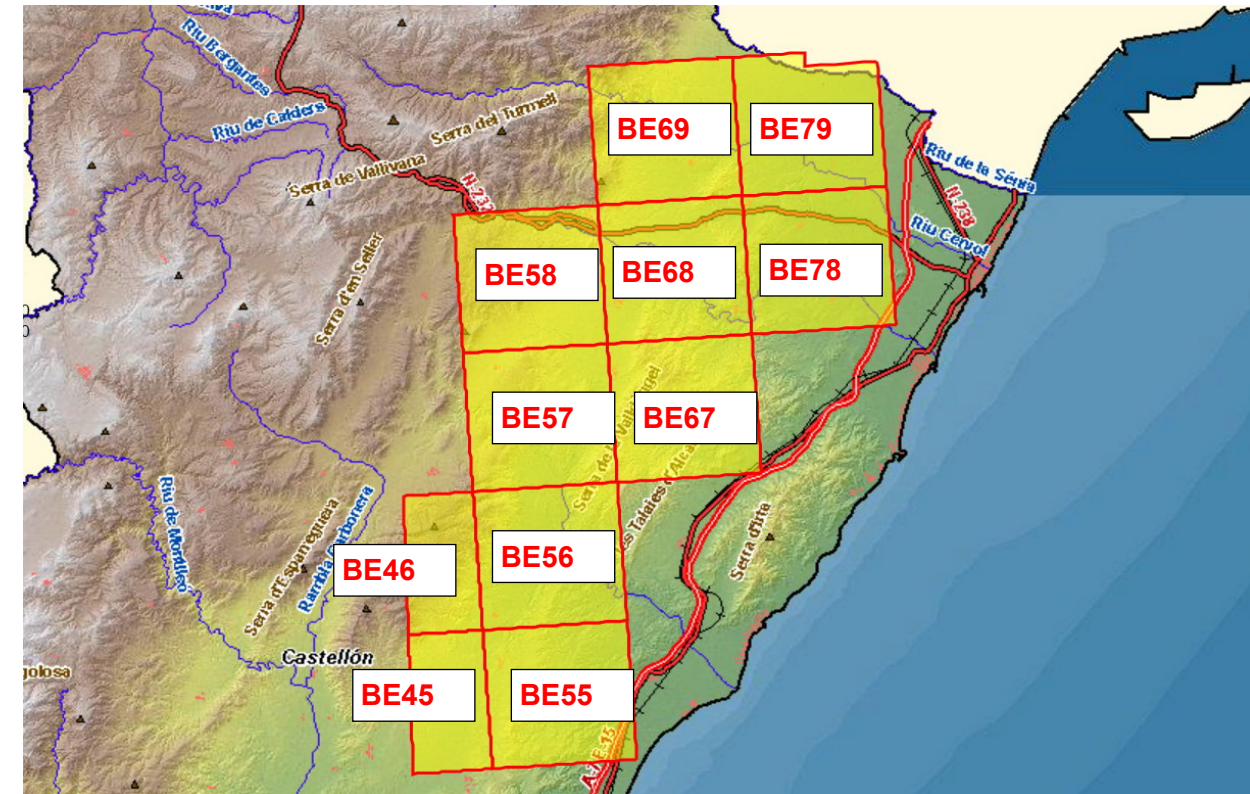 Riu Bergantes
Riu de Calders
Serra del Turmell
Serra de Vallivana
N-232
BE69
BE79
Riu de la Sénia
N-238
Riu Cervol
Serra d'en Seller
BE58
BE68
BE78
BE57
BE67
Riu de Montlleo
Serra d'Esparreguera
Rambla Carbonera
BE46
BE56
Serra d'Irta
Castellón
BE45
BE55